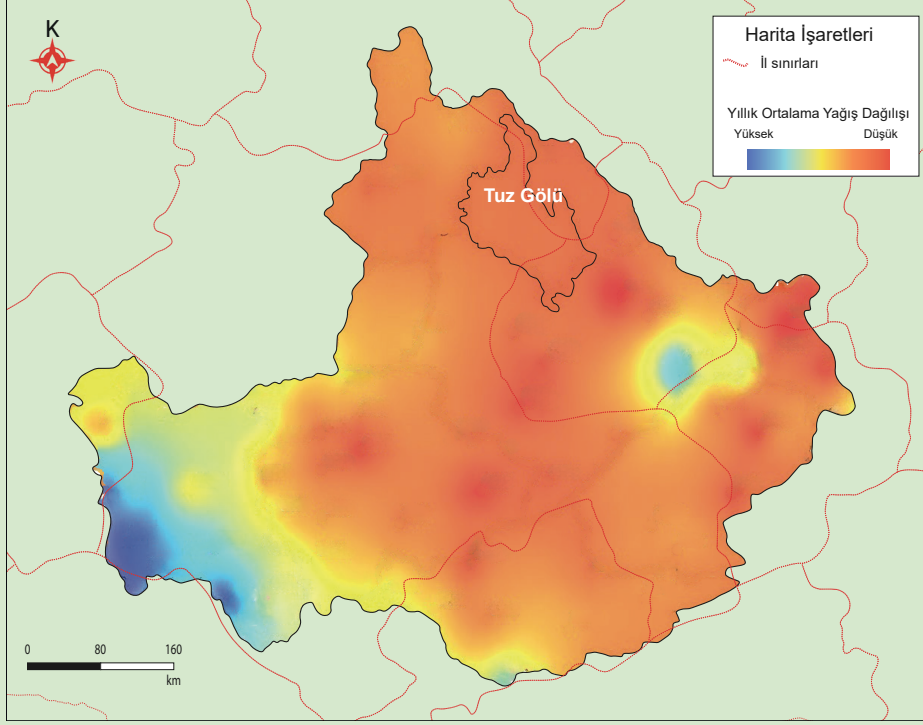 K
Harita İşaretleri
İl sınırları
Yıllık Ortalama Yağış Dağılışı
Yüksek Düşük
Tuz Gölü
0 80 160
km